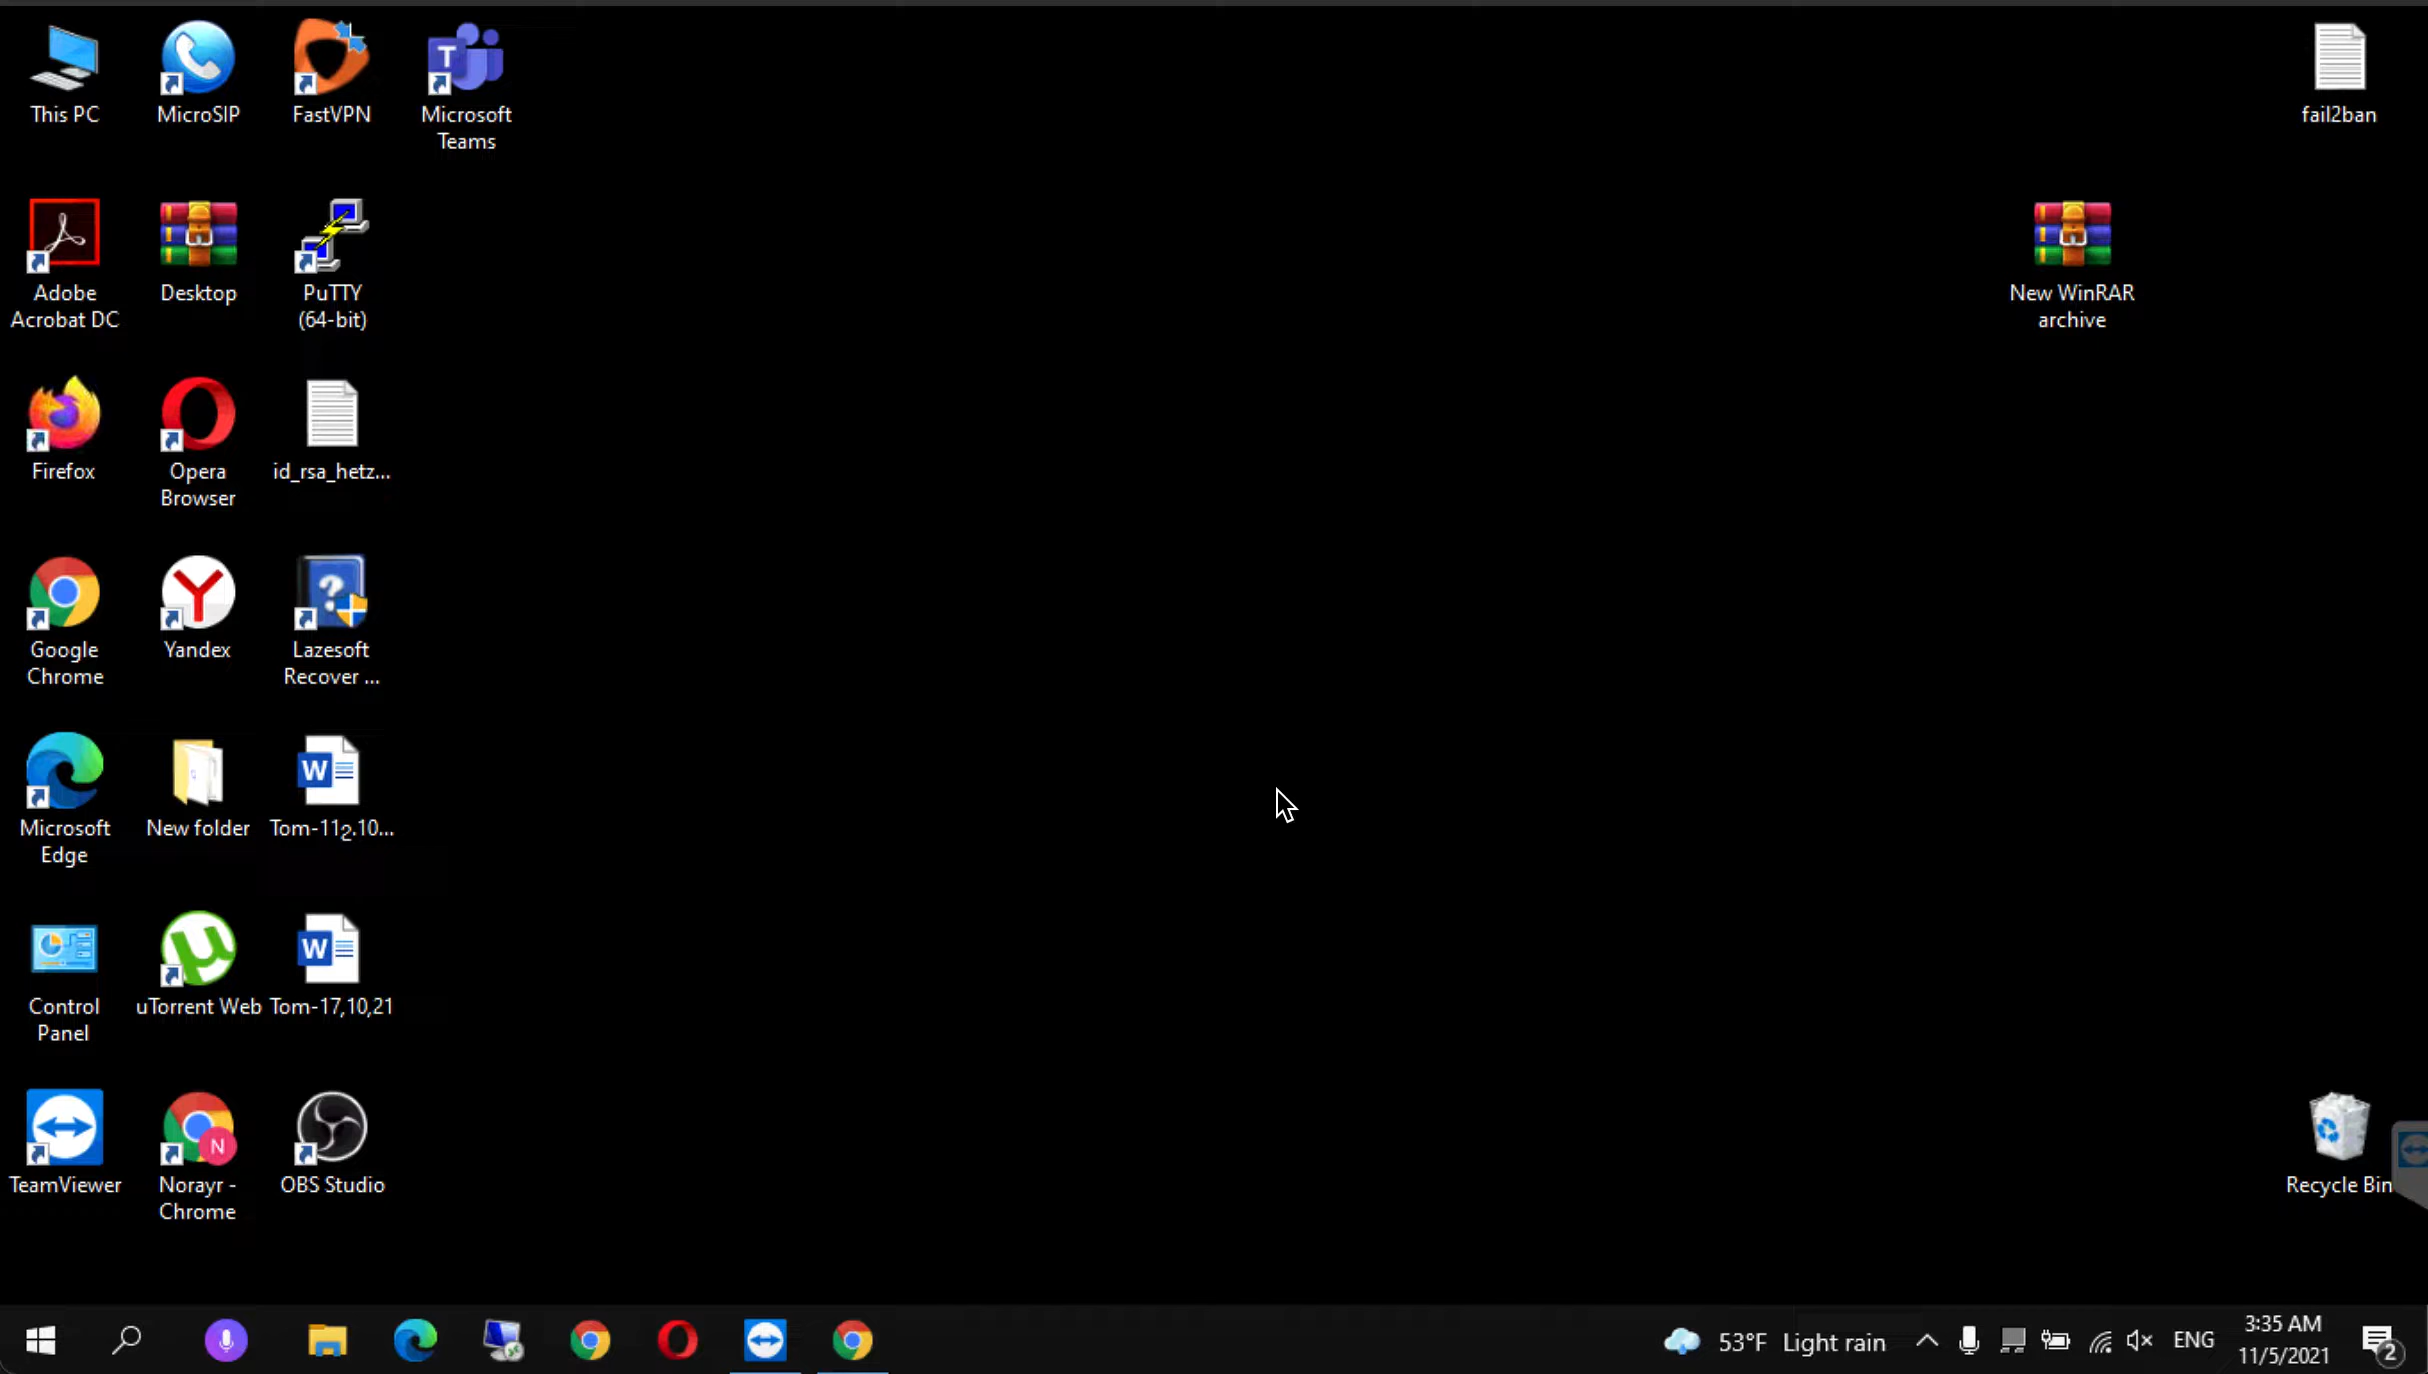 This PC
MicroSIP
FastVPN
Microsoft
Teams
fail2ban
Adobe
Acrobat DC
Desktop
PuTTY
(64-bit)
New WinRAR
archive
Firefox
Opera
Browser
id_rsa_hetz...
Google
Chrome
Yandex
Lazesoft
Recover ...
Microsoft
Edge
New folder
Tom-11շ.10...
Control
Panel
uTorrent Web
Tom-17,10,21
TeamViewer
Norayr -
Chrome
OBS Studio
Recycle Bin
53°F Light rain
ENG
3:35 AM
11/5/2021
2